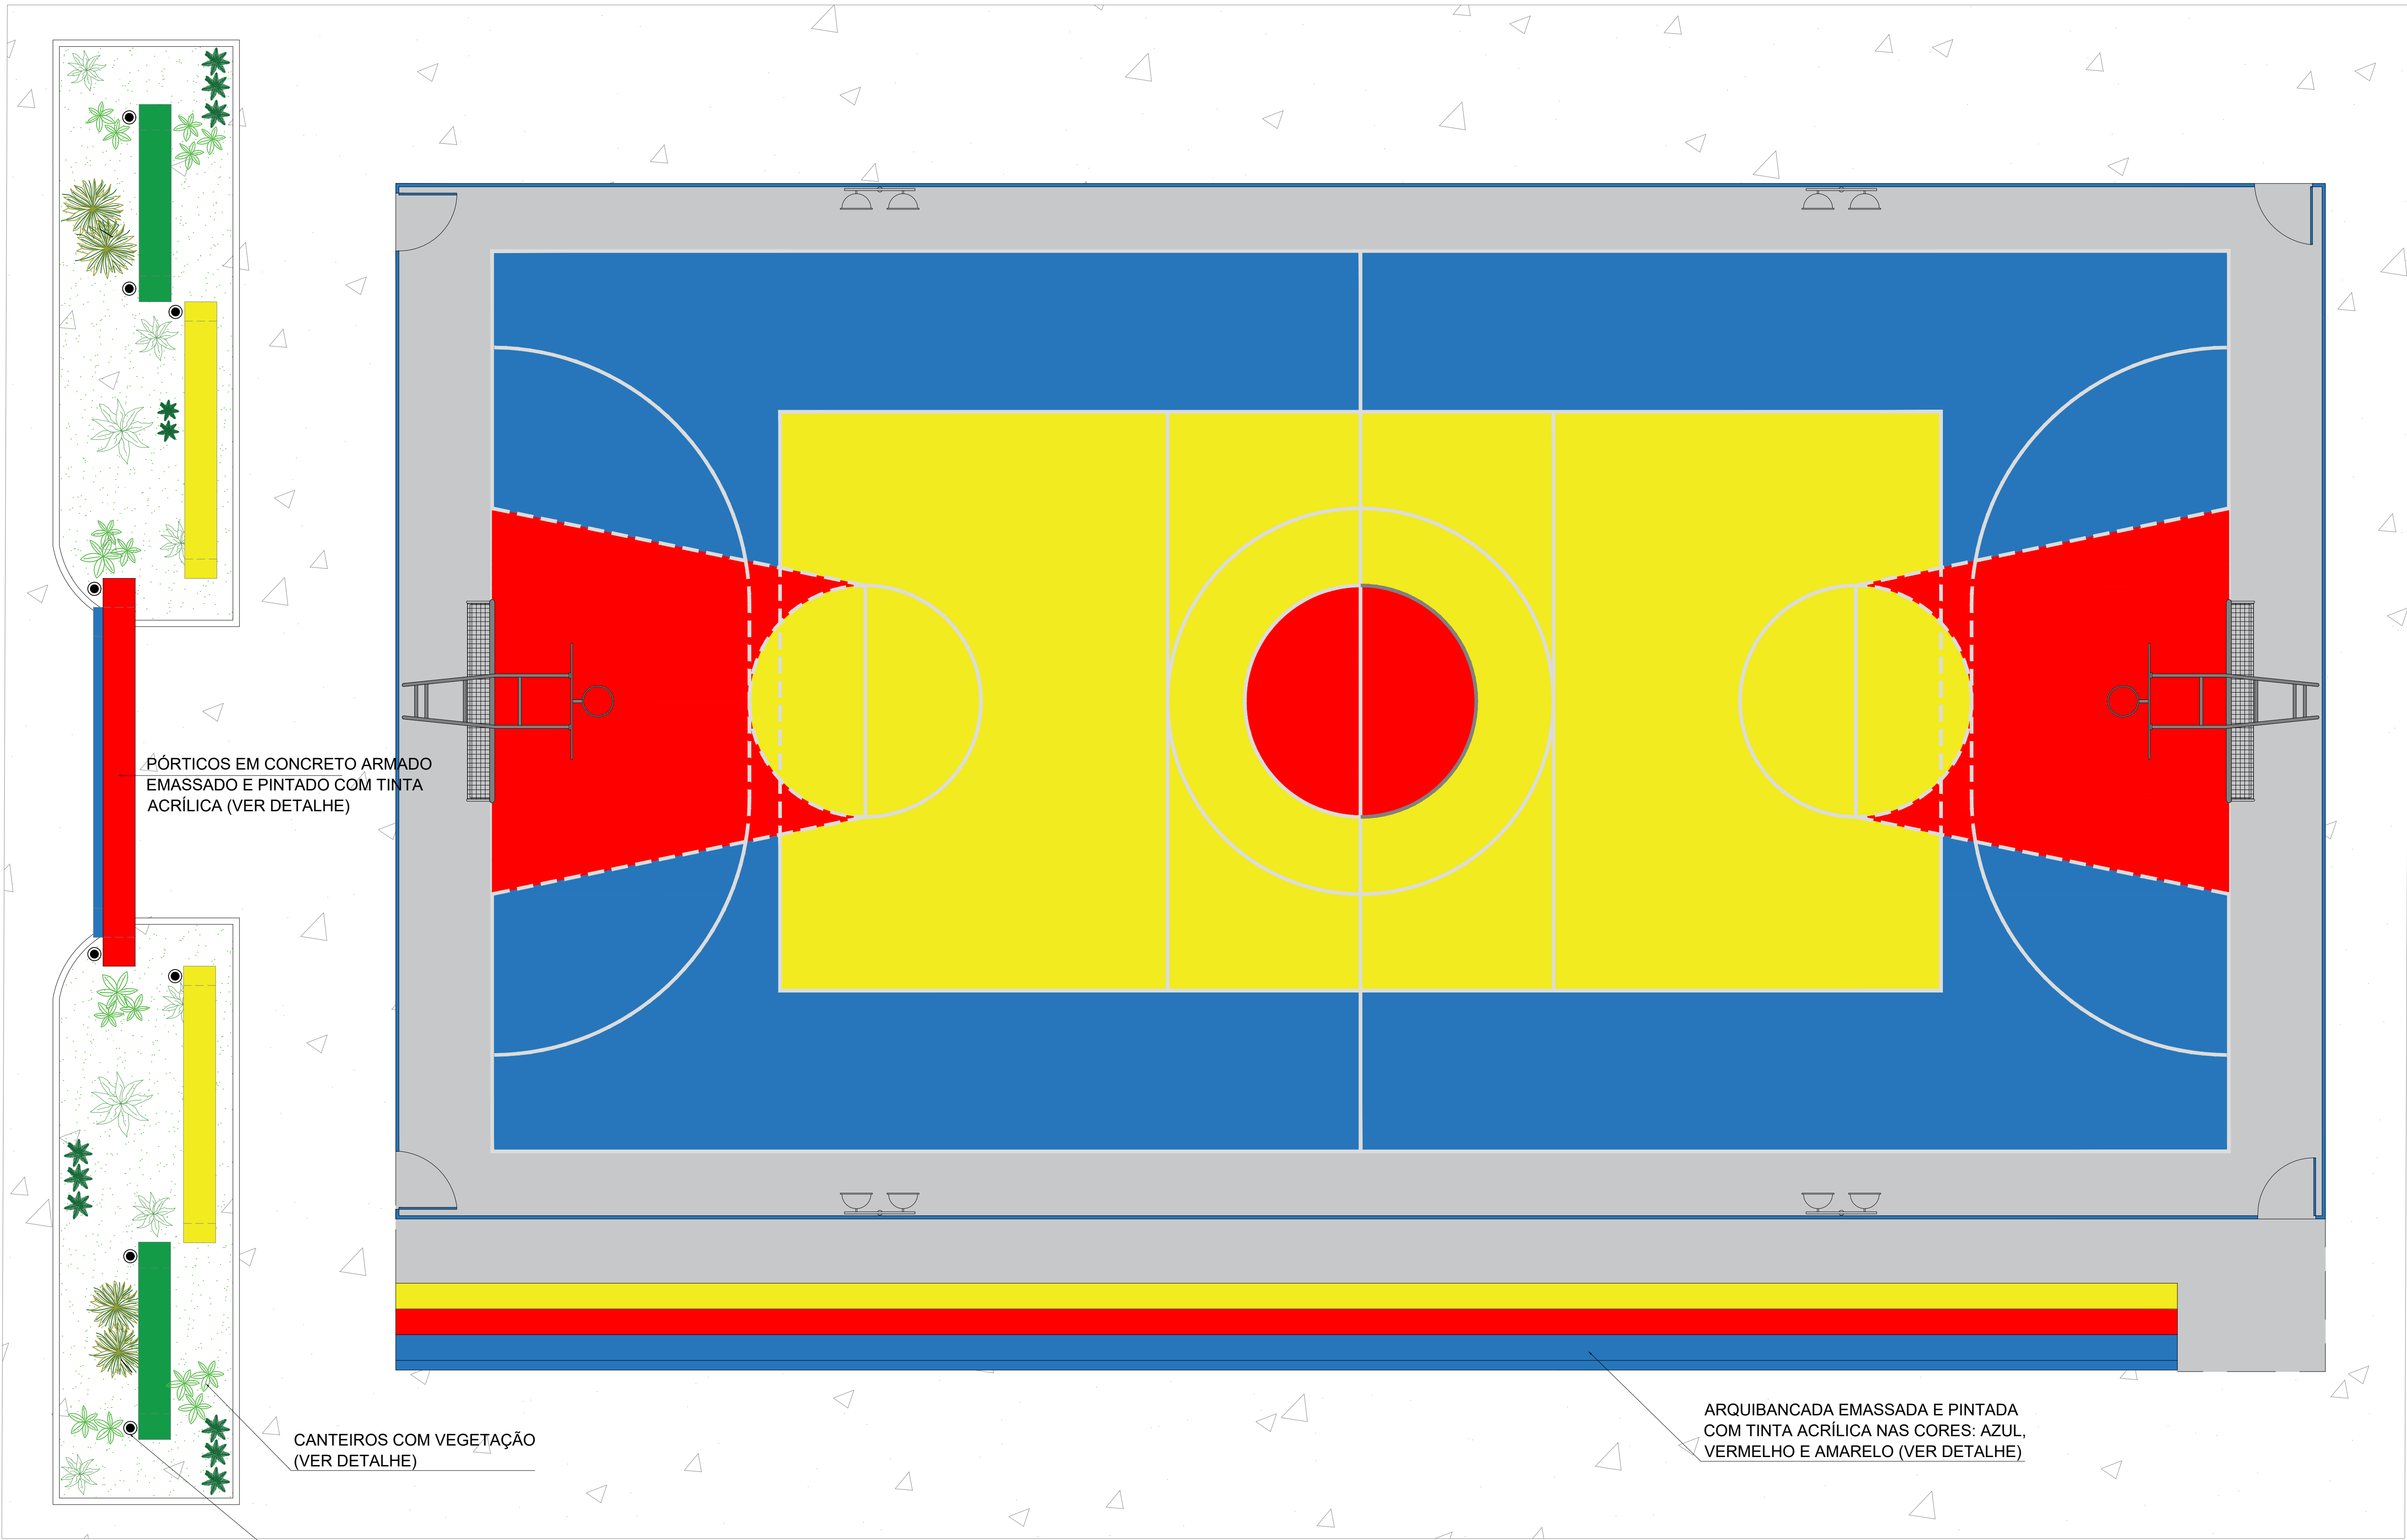 PÓRTICOS EM CONCRETO ARMADO
EMASSADO E PINTADO COM TINTA
ACRÍLICA (VER DETALHE)
CANTEIROS COM VEGETAÇÃO
(VER DETALHE)
ARQUIBANCADA EMASSADA E PINTADA
COM TINTA ACRÍLICA NAS CORES: AZUL,
VERMELHO E AMARELO (VER DETALHE)